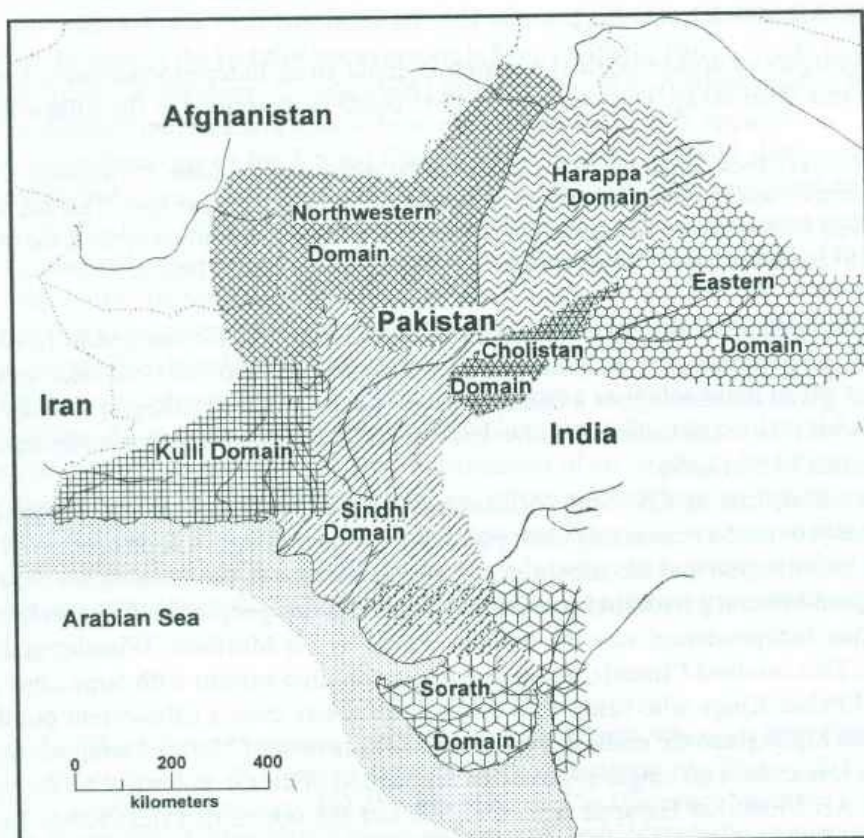 Afghanistan
Harappa
Domain
Northwestern
Domain
Eastern
Pakistan
Cholistan
Domain
Domain
Iran
India
Kulli Domain
Sindhi
Domain
Arabian Sea
Sorath
Domain
0 200 400
kilometers